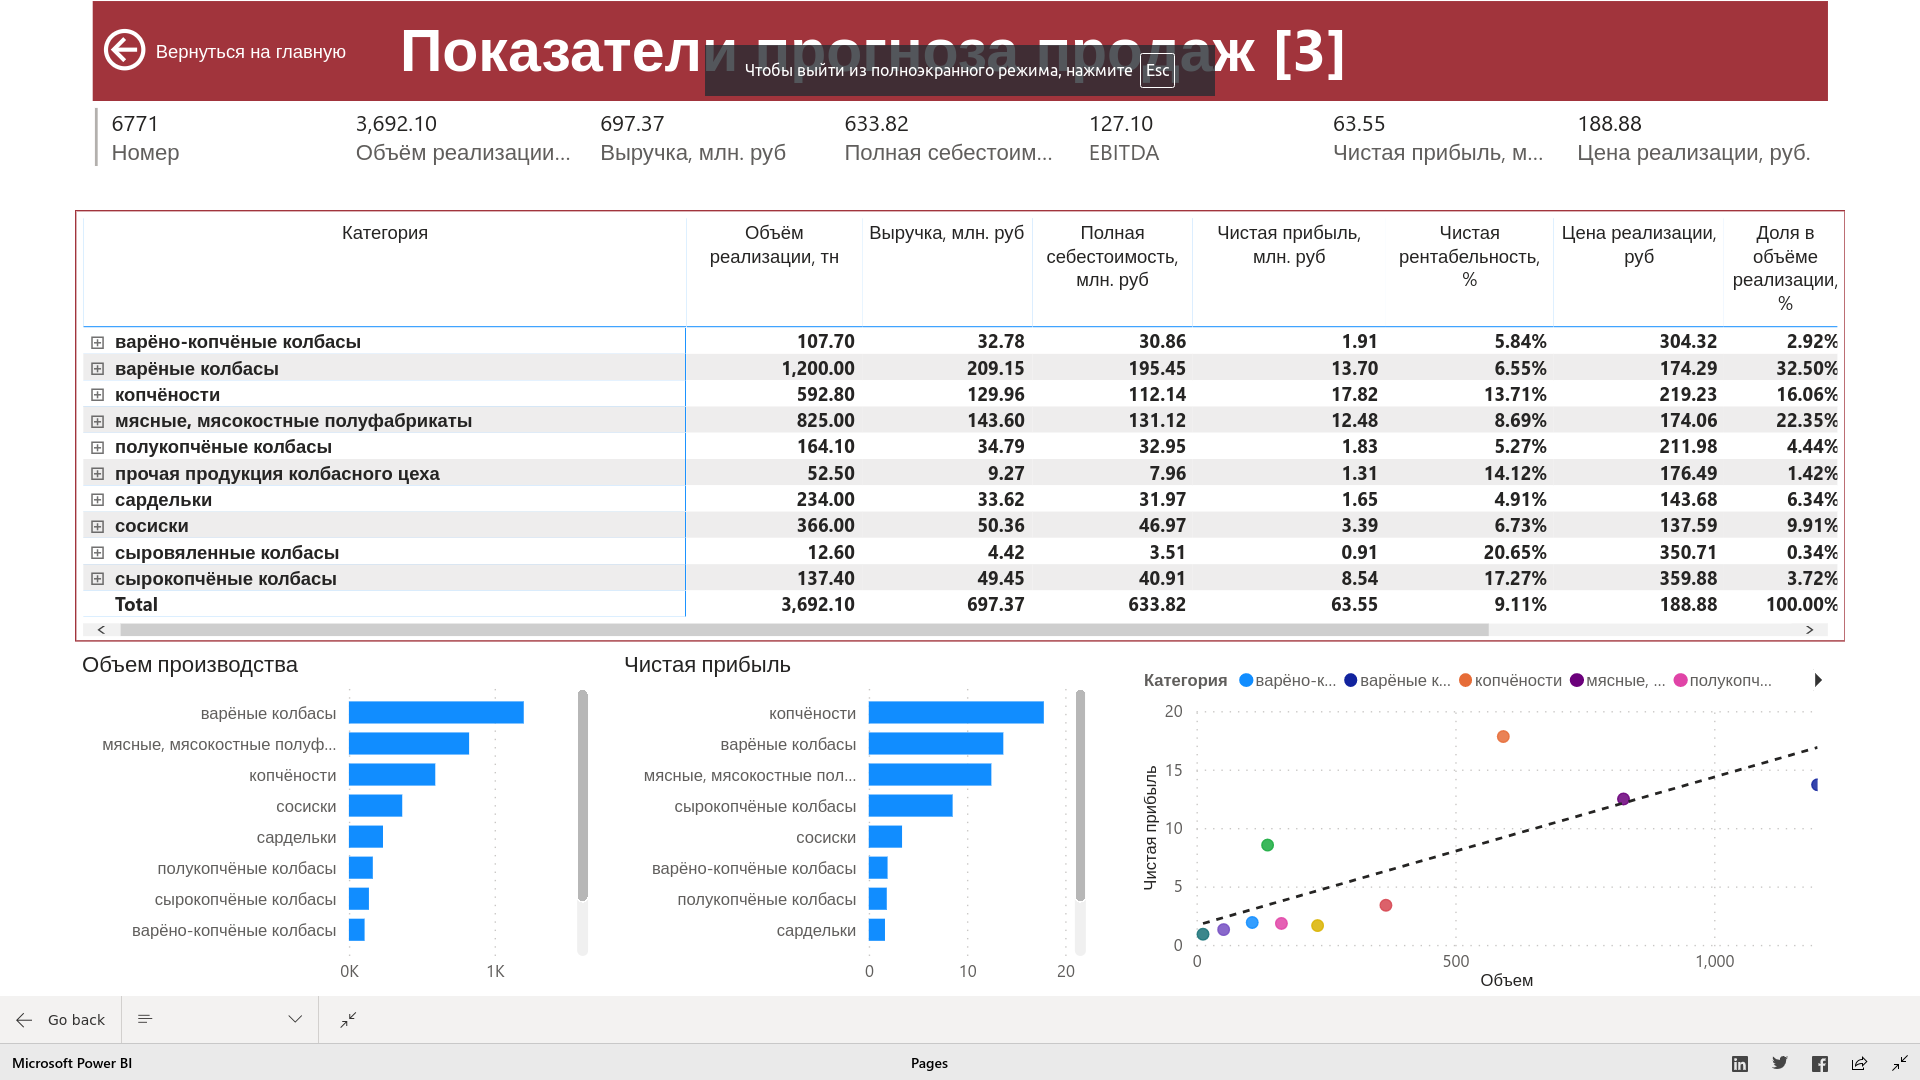 Вернуться на главную
Показатели прогноза продаж [3]
Чтобы выйти из полноэкранного режима, нажмите Esc
6771 3,692.10 697.37 633.82 127.10 63.55 188.88
Номер Объём реализации... Выручка, млн. руб Полная себестоим... EBITDA Чистая прибыль, м... Цена реализации, руб.
Категория Объём Выручка, млн. руб Полная Чистая прибыль, Чистая Цена реализации, Доля в
реализации, тн себестоимость, млн. руб рентабельность, руб объёме
млн. руб % реализации,
%
варёно-копчёные колбасы 107.70 32.78 30.86 1.91 5.84% 304.32 2.92%
варёные колбасы 1,200.00 209.15 195.45 13.70 6.55% 174.29 32.50%
копчёности 592.80 129.96 112.14 17.82 13.71% 219.23 16.06%
мясные, мясокостные полуфабрикаты 825.00 143.60 131.12 12.48 8.69% 174.06 22.35%
полукопчёные колбасы 164.10 34.79 32.95 1.83 5.27% 211.98 4.44%
прочая продукция колбасного цеха 52.50 9.27 7.96 1.31 14.12% 176.49 1.42%
сардельки 234.00 33.62 31.97 1.65 4.91% 143.68 6.34%
сосиски 366.00 50.36 46.97 3.39 6.73% 137.59 9.91%
сыровяленные колбасы 12.60 4.42 3.51 0.91 20.65% 350.71 0.34%
сырокопчёные колбасы 137.40 49.45 40.91 8.54 17.27% 359.88 3.72%
Total 3,692.10 697.37 633.82 63.55 9.11% 188.88 100.00%
Объем производства
варёные колбасы
мясные, мясокостные полуф...
копчёности
сосиски
сардельки
полукопчёные колбасы
сырокопчёные колбасы
варёно-копчёные колбасы
0K 1K
Чистая прибыль
копчёности
варёные колбасы
мясные, мясокостные пол...
сырокопчёные колбасы
сосиски
варёно-копчёные колбасы
полукопчёные колбасы
сардельки
0 10 20
Категория варёно-к... варёные к... копчёности мясные, ... полукопч...
Чистая прибыль
20
15
10
5
0
0 500 1,000
Объем
Go back
Microsoft Power BI Pages